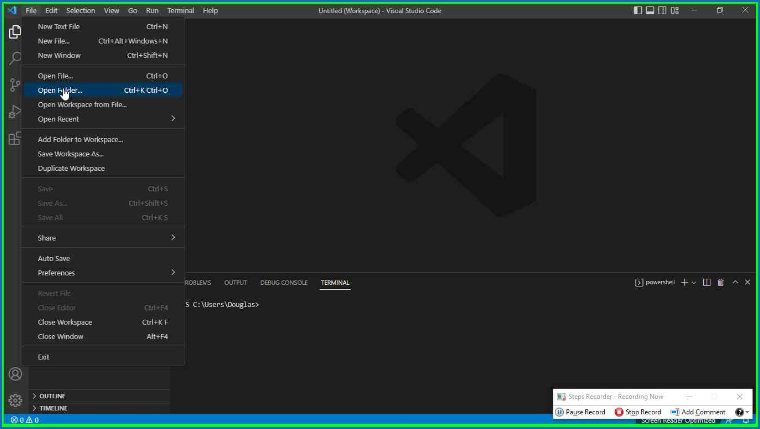 File Edit Selection View Go Run Terminal Help Untitled (Workspace) - Visual Studio Code
New Text File Ctrl+N
New File... Ctrl+Alt+Windows+N
New Window Ctrl+Shift+N
Open File... Ctrl+O
Open Folder... Ctrl+K Ctrl+O
Open Workspace from File...
Open Recent
Add Folder to Workspace...
Save Workspace As...
Duplicate Workspace
Save Ctrl+S
Save As... Ctrl+Shift+S
Save All Ctrl+K S
Share
Auto Save
Preferences
Revert File
Close Editor Ctrl+F4
Close Workspace Ctrl+K F
Close Window Alt+F4
Exit
ROBLEMS OUTPUT DEBUG CONSOLE TERMINAL powershell
S C:\Users\Douglas>
OUTLINE
TIMELINE
Steps Recorder - Recording Now
Pause Record Stop Record Add Comment
0 0 Screen Reader Optimized